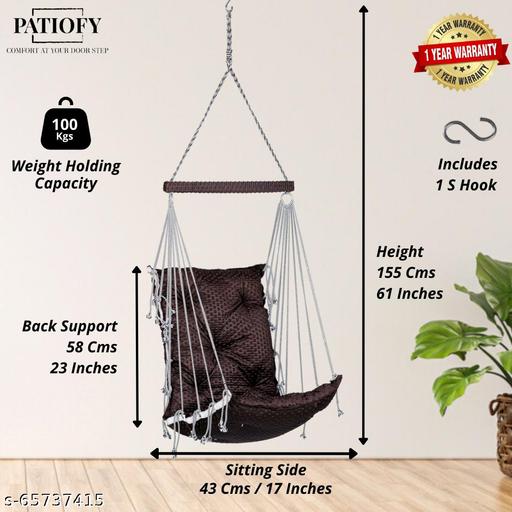 PATIOFY
COMFORT AT YOUR DOOR STEP
1 YEAR WARRANTY
1 YEAR WARRANTY
1 YEAR WARRANTY
100
Kgs
Weight Holding
Capacity
Includes
1 S Hook
Height
155 Cms
61 Inches
Back Support
58 Cms
23 Inches
Sitting Side
43 Cms / 17 Inches
s-65737415